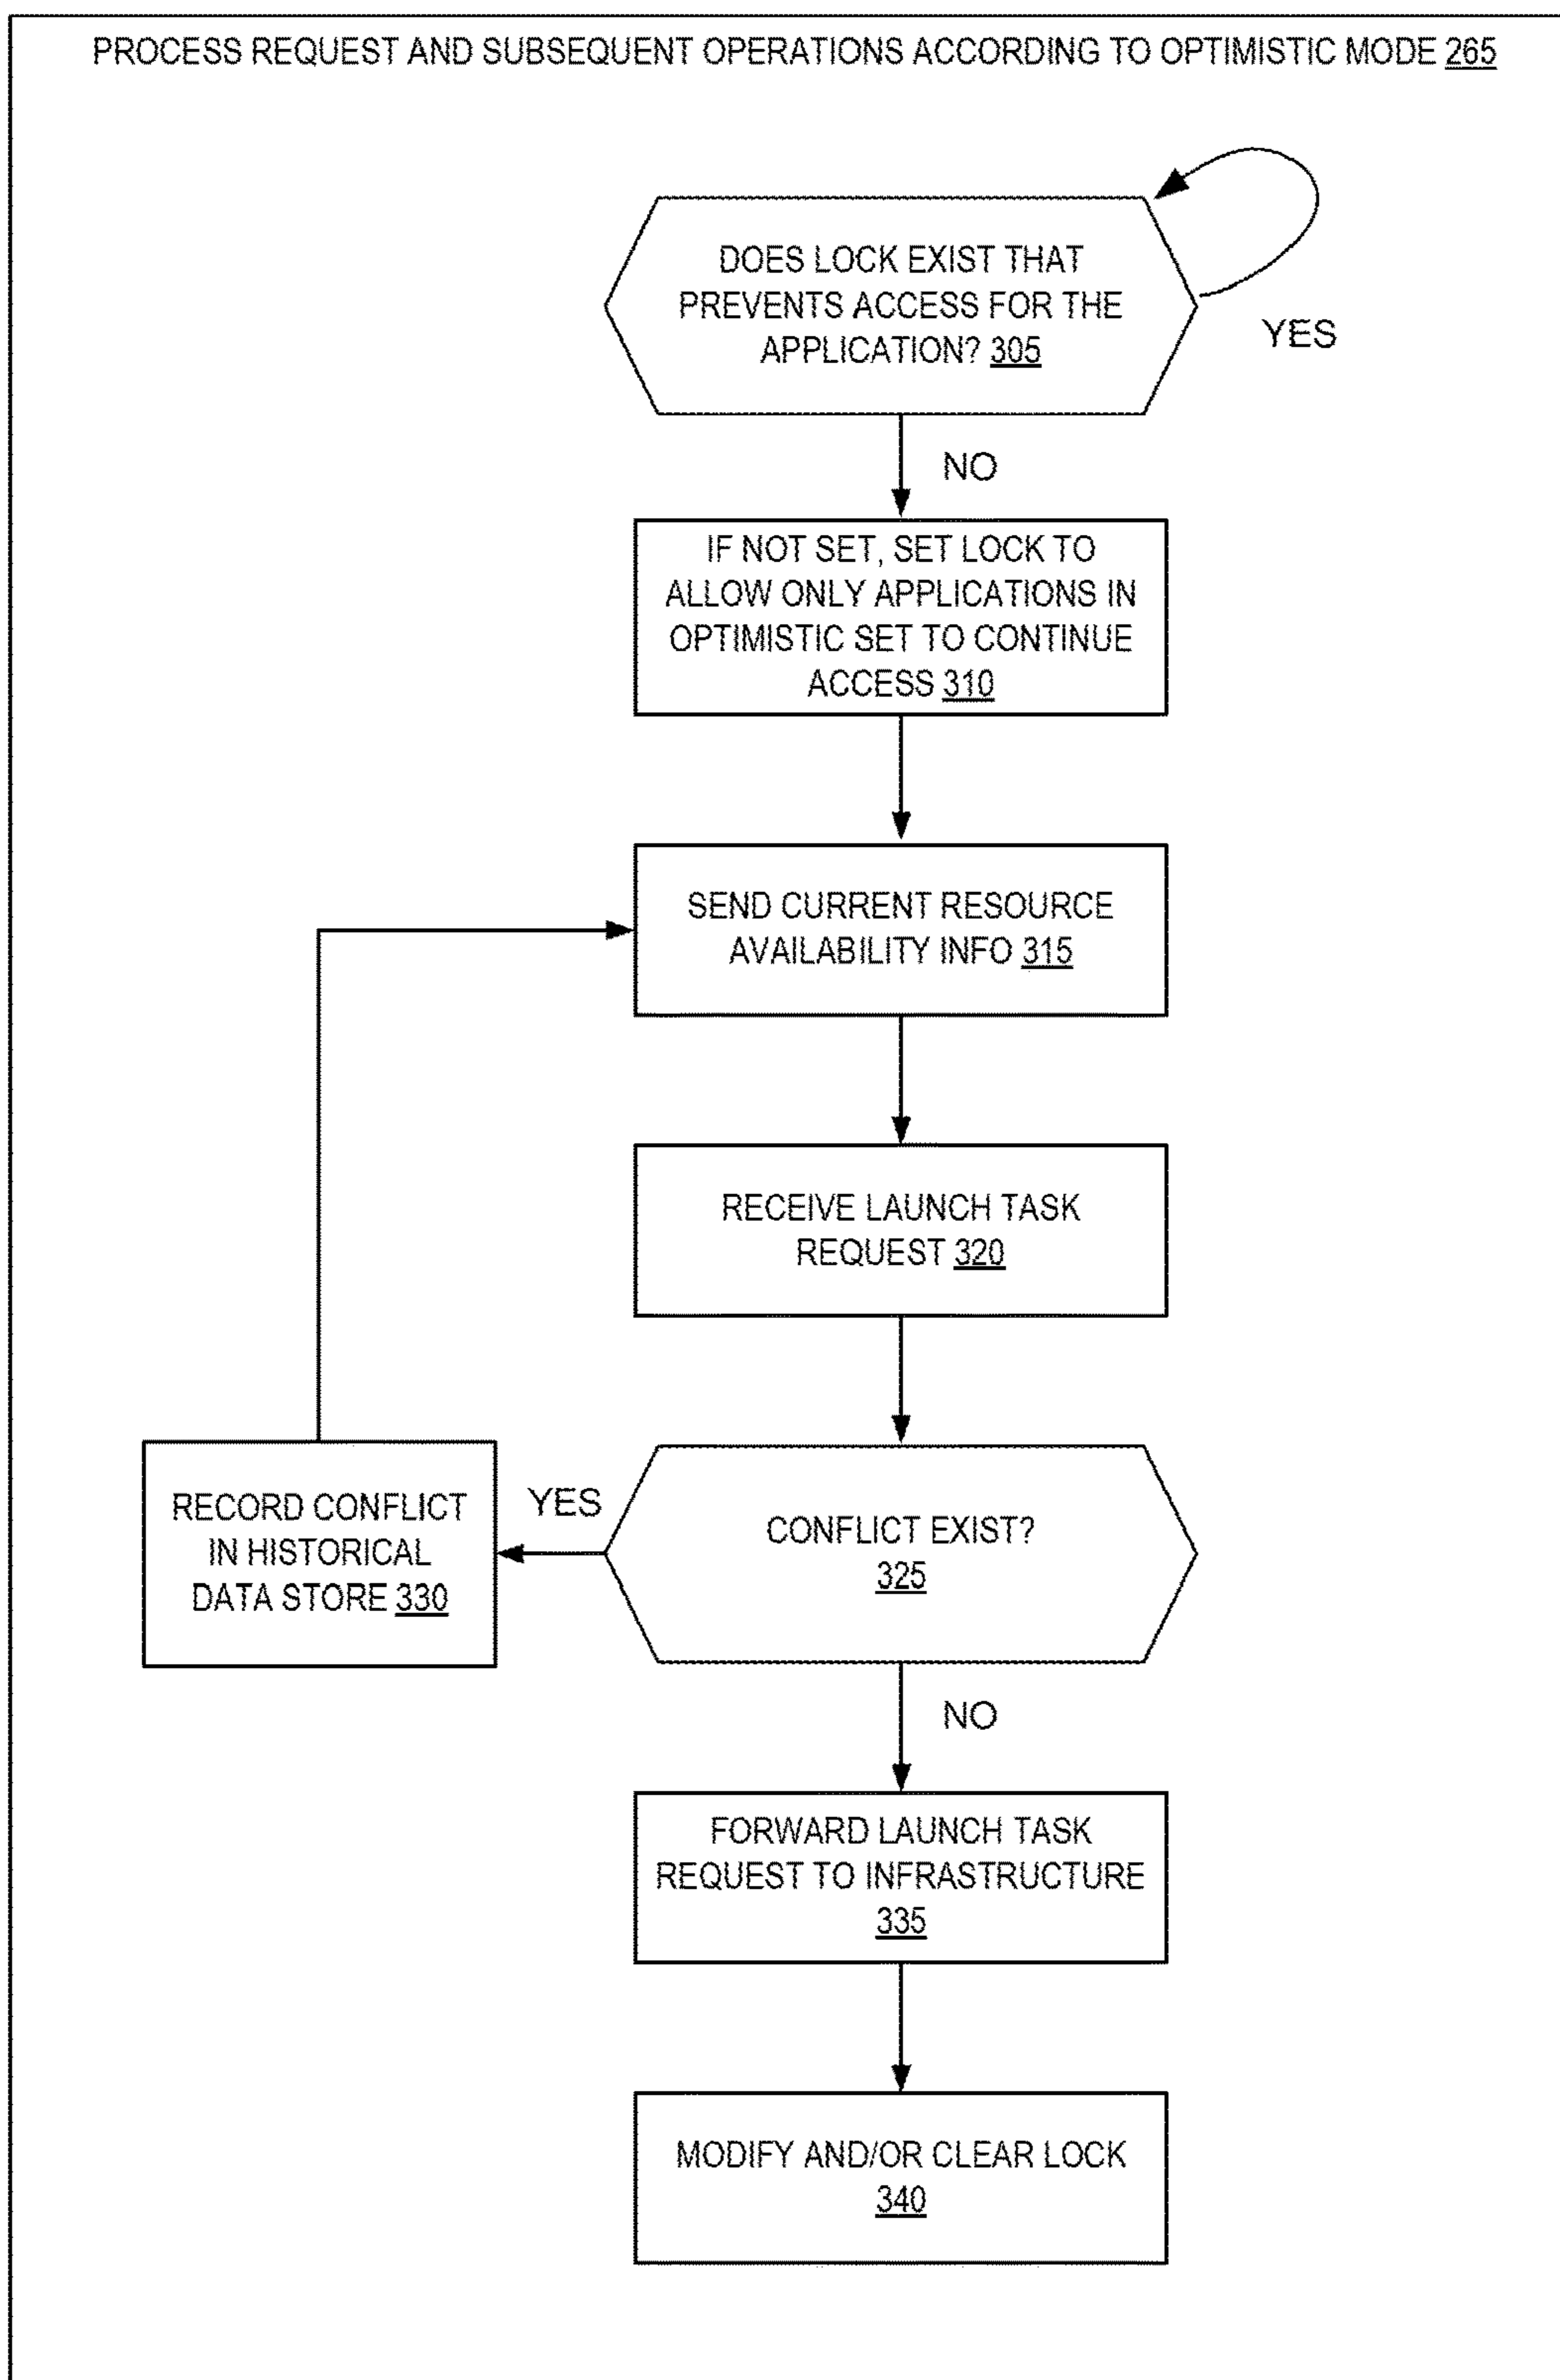 PROCESS REQUEST AND SUBSEQUENT OPERATIONS ACCORDING TO OPTIMISTIC MODE 265
DOES LOCK EXIST THAT
PREVENTS ACCESS FOR THE
APPLICATION? 305
YES
NO
IF NOT SET, SET LOCK TO
ALLOW ONLY APPLICATIONS IN
OPTIMISTIC SET TO CONTINUE
ACCESS 310
SEND CURRENT RESOURCE
AVAILABILITY INFO 315
RECEIVE LAUNCH TASK
REQUEST 320
RECORD CONFLICT
IN HISTORICAL
DATA STORE 330
YES
CONFLICT EXIST?
325
NO
FORWARD LAUNCH TASK
REQUEST TO INFRASTRUCTURE
335
MODIFY AND/OR CLEAR LOCK
340